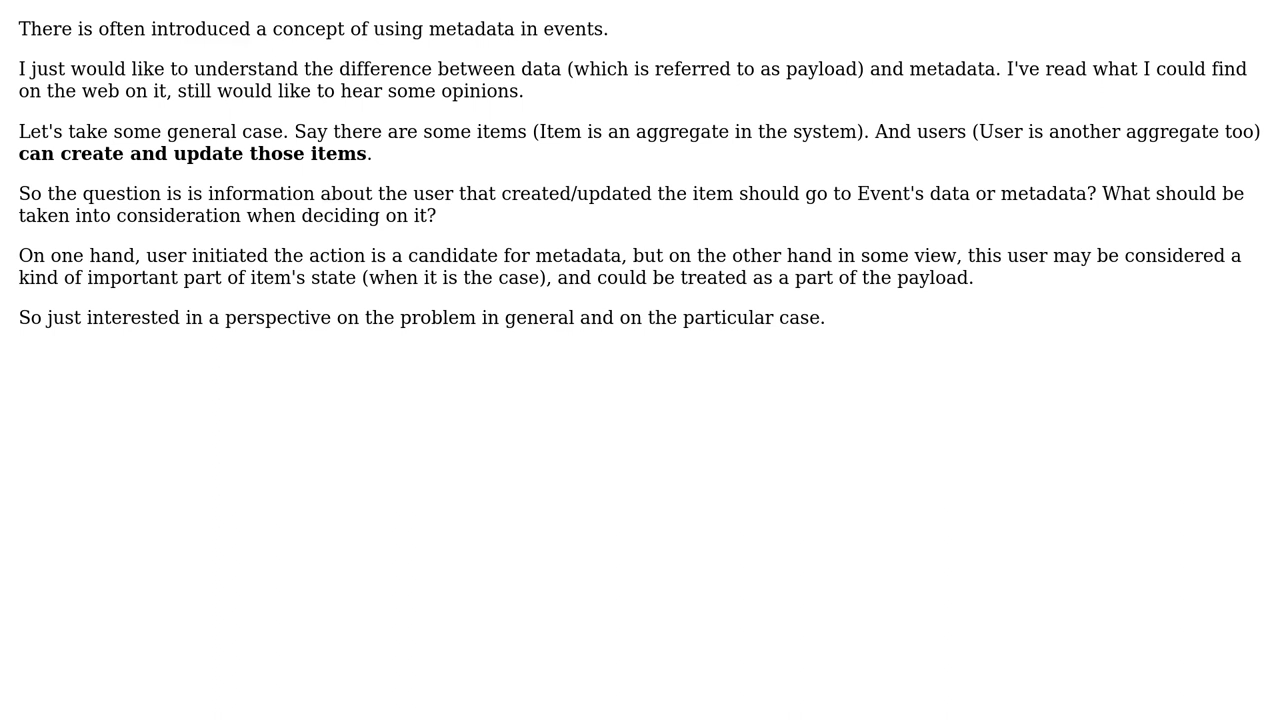 There is often introduced a concept of using metadata in events.
I just would like to understand the difference between data (which is referred to as payload) and metadata. I've read what I could find
on the web on it, still would like to hear some opinions.
Let's take some general case. Say there are some items (Item is an aggregate in the system). And users (User is another aggregate too)
can create and update those items.
So the question is is information about the user that created/updated the item should go to Event's data or metadata? What should be
taken into consideration when deciding on it?
On one hand, user initiated the action is a candidate for metadata, but on the other hand in some view, this user may be considered a
kind of important part of item's state (when it is the case), and could be treated as a part of the payload.
So just interested in a perspective on the problem in general and on the particular case.